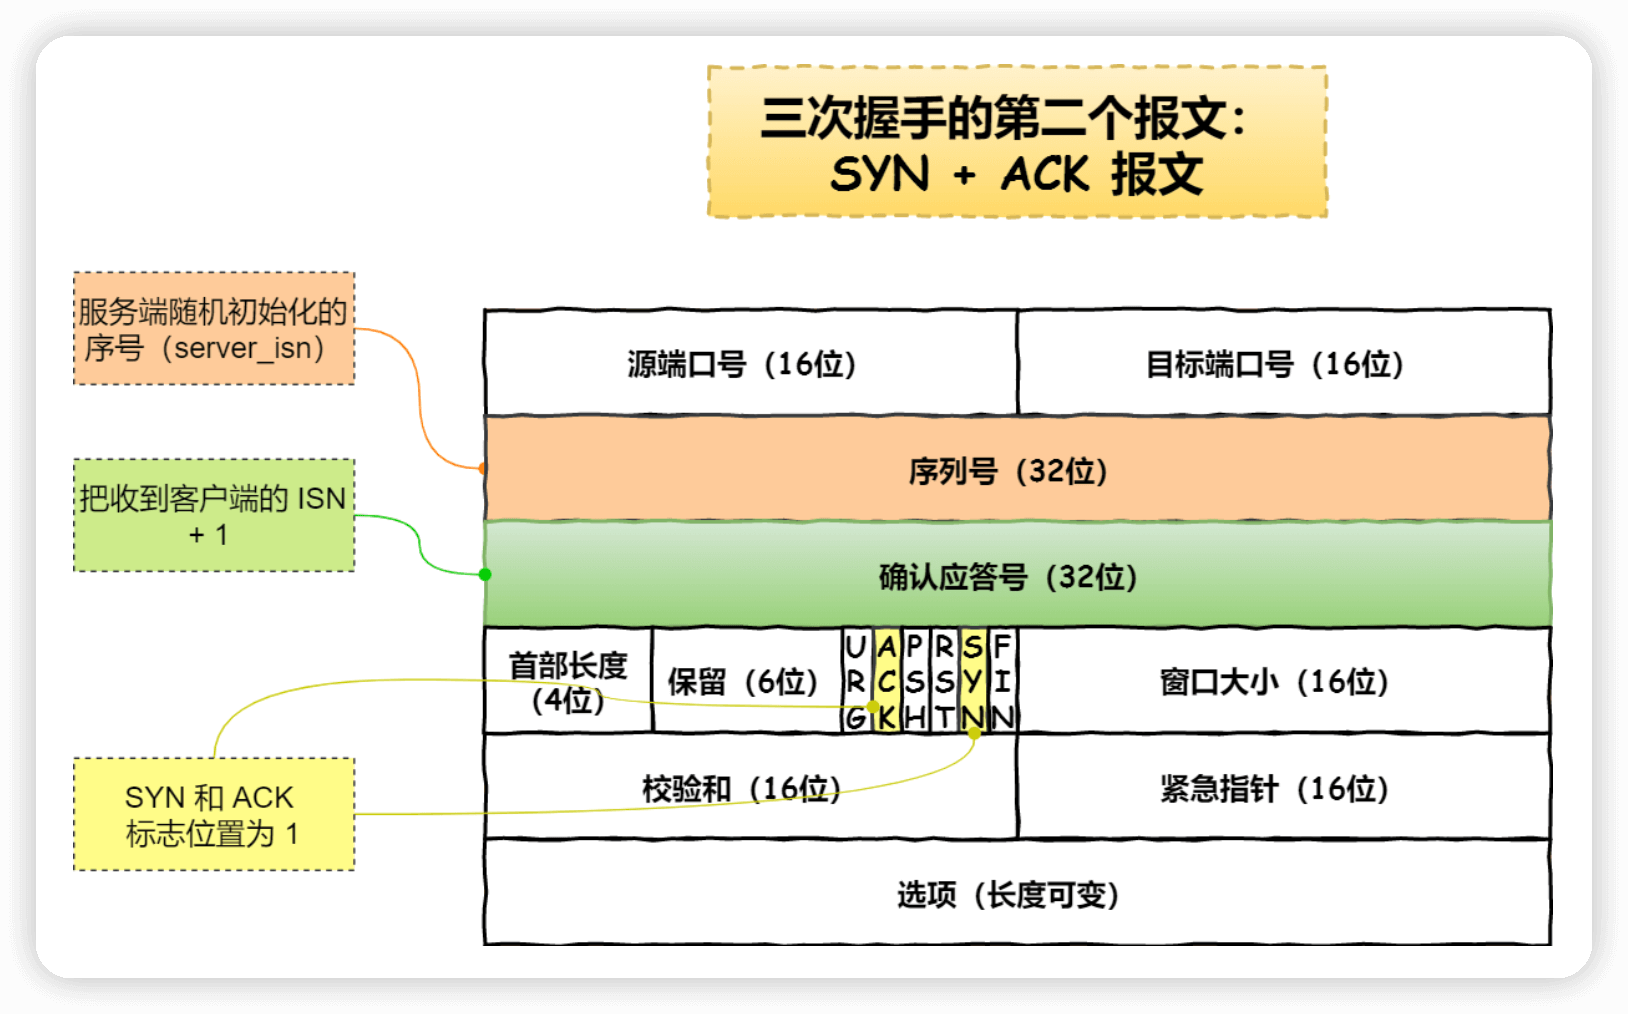 三次握手的第二个报文：
SYN + ACK 报文
服务端随机初始化的
序号（server_isn）
源端口号（16位）
目标端口号（16位）
序列号（32位）
把收到客户端的 ISN
+ 1
确认应答号（32位）
首部长度
（4位）
保留（6位）
URG
ACK
PSH
RST
SYN
FIN
窗口大小（16位）
SYN 和 ACK
标志位置为 1
校验和（16位）
紧急指针（16位）
选项（长度可变）